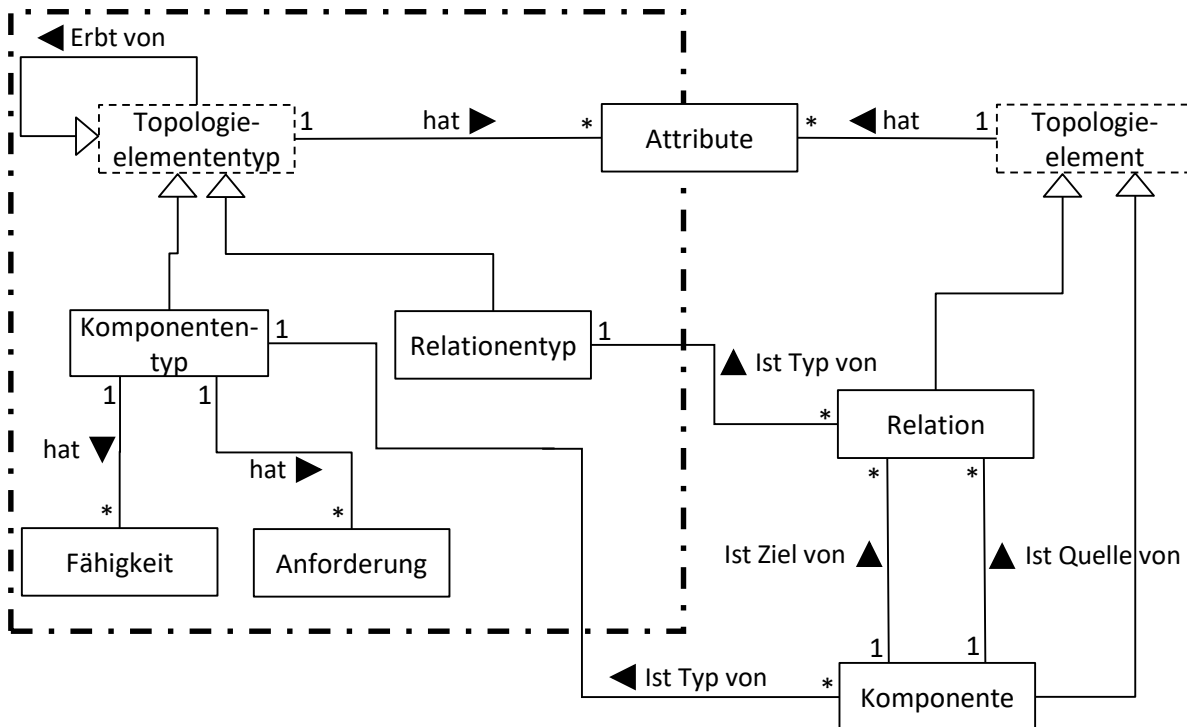 Erbt von
Topologie-
elemententyp
1
hat
*
Attribute
*
hat
1
Topologie-
element
Komponenten-
typ
1
Relationentyp
1
Ist Typ von
*
Relation
1
1
hat
hat
*
*
Fähigkeit
Anforderung
*
*
Ist Ziel von
Ist Quelle von
1
1
Ist Typ von
*
Komponente